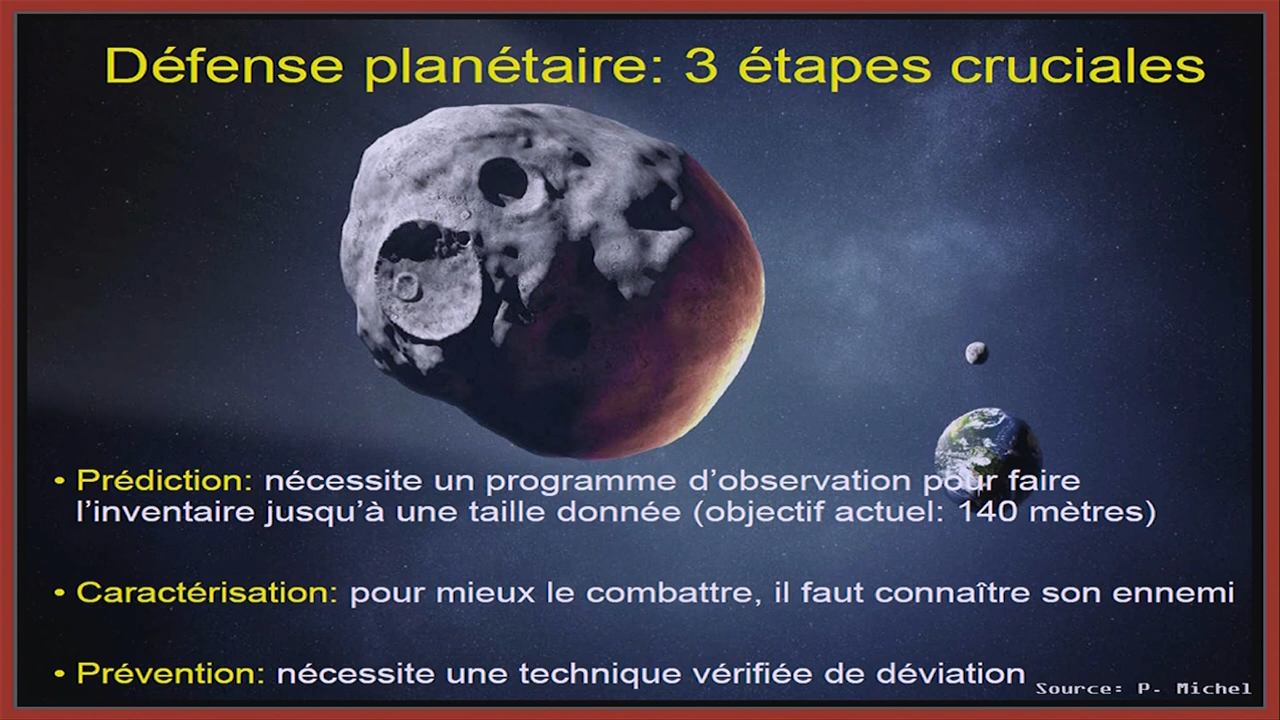 Défense planétaire: 3 étapes cruciales
• Prédiction: nécessite un programme d'observation pour faire
l'inventaire jusqu'à une taille donnée (objectif actuel: 140 mètres)
• Caractérisation: pour mieux le combattre, il faut connaître son ennemi
• Prévention: nécessite une technique vérifiée de déviation
Source: P. Michel